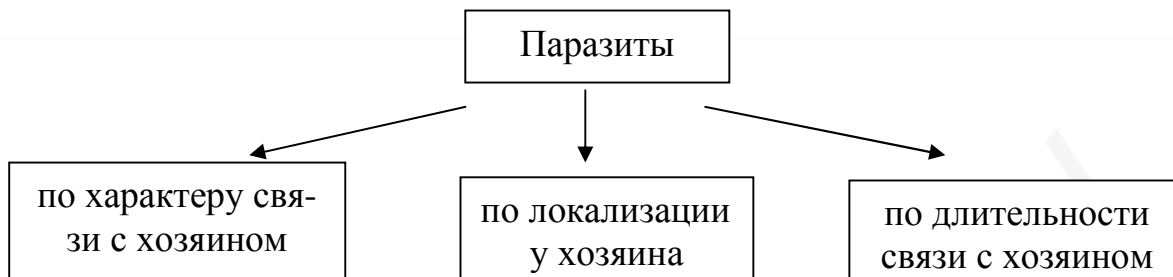 Паразиты
по характеру свя-
зи с хозяином
по локализации
у хозяина
по длительности
связи с хозяином